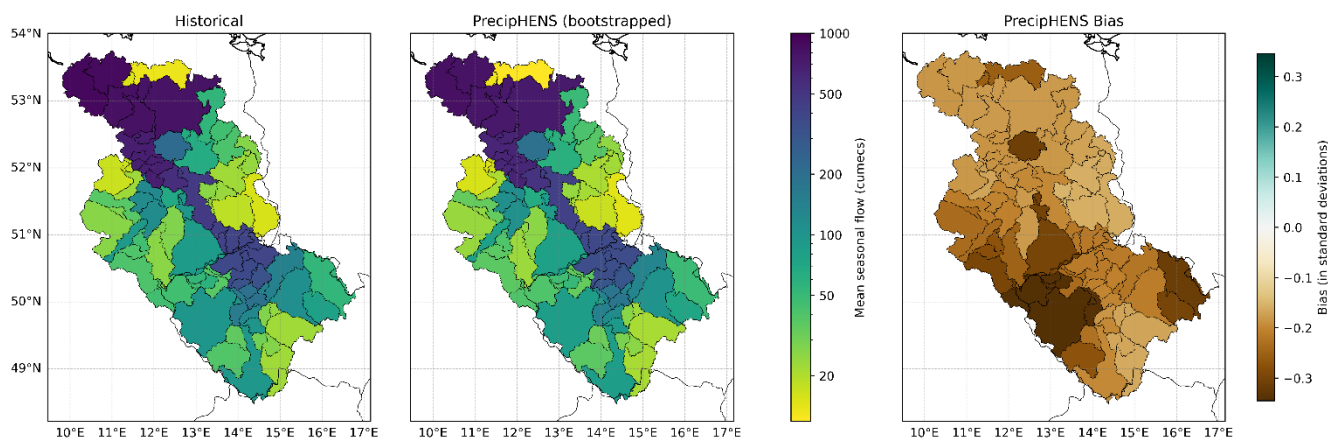 Historical
PrecipHENS (bootstrapped)
PrecipHENS Bias
54°N
53°N
52°N
51°N
50°N
49°N
10°E 11°E 12°E 13°E 14°E 15°E 16°E 17°E
10°E 11°E 12°E 13°E 14°E 15°E 16°E 17°E
1000
500
200
100
50
20
Mean seasonal flow (cumecs)
10°E 11°E 12°E 13°E 14°E 15°E 16°E 17°E
0.3
0.2
0.1
0.0
−0.1
−0.2
−0.3
Bias (in standard deviations)